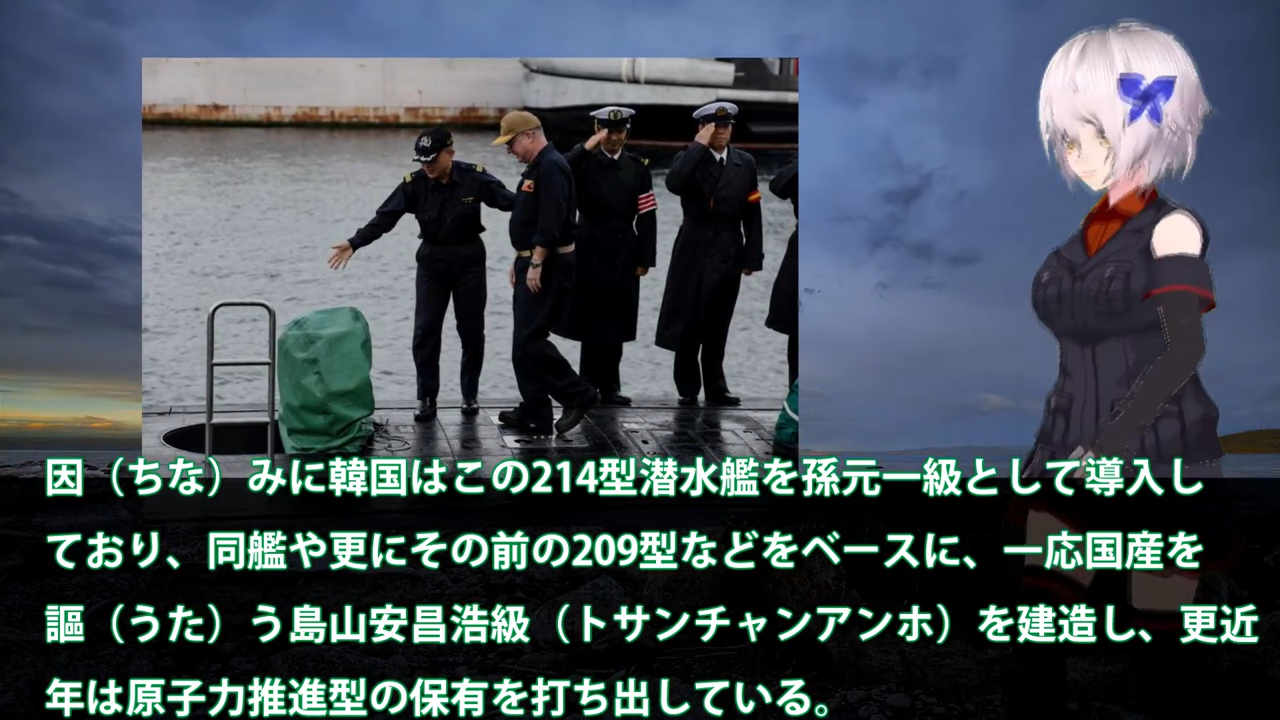 因（ちな）みに韓国はこの214型潜水艦を孫元一級として導入し
ており、同艦や更にその前の209型などをベースに、一応国産を
謳（うた）う島山安昌浩級（トサンチャンアンホ）を建造し、更近
年は原子力推進型の保有を打ち出している。